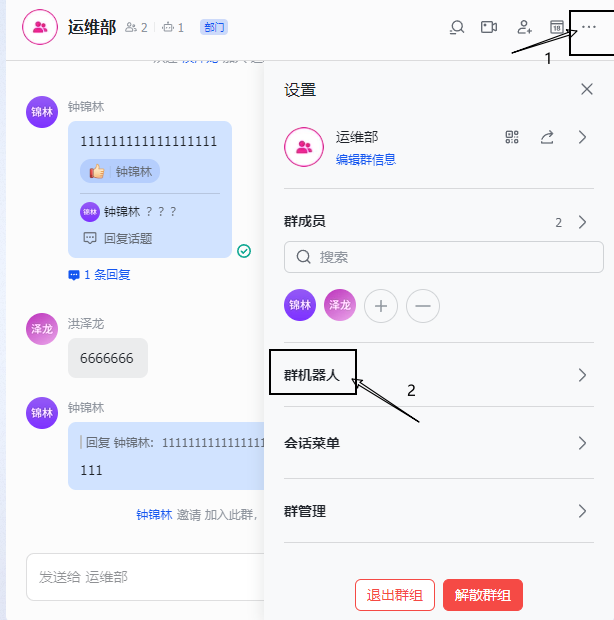 运维部 2 1 部门
18
1
设置
钟锦林
锦林
11111111111111111111
钟锦林
锦林 钟锦林 ？？？
回复话题
1 条回复
洪泽龙
泽龙
6666666
钟锦林
锦林
回复 钟锦林:
111
钟锦林 邀请 加入此群，
发送给 运维部
运维部
编辑群信息
群成员 2
搜索
锦林 泽龙
群机器人
2
会话菜单
群管理
退出群组 解散群组